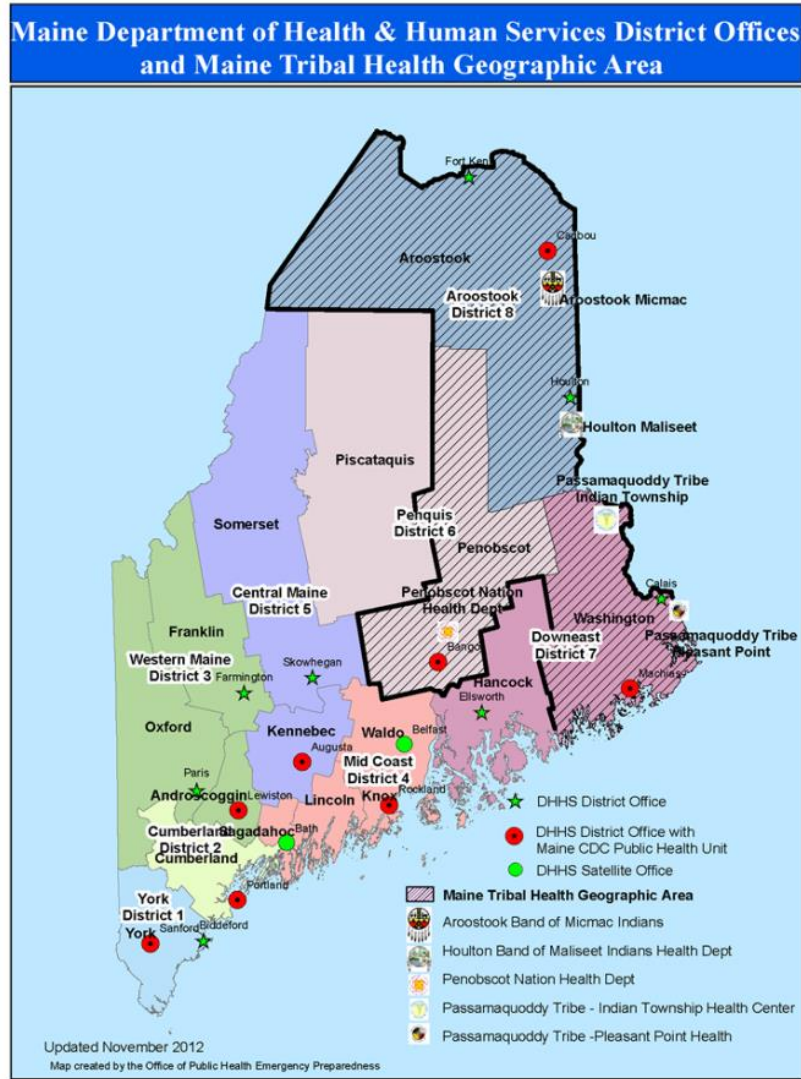 Maine Department of Health & Human Services District Offices
and Maine Tribal Health Geographic Area
Fort Ken
Caribou
Aroostook
Aroostook
District 8
Aroostook Micmac
Houlton
Houlton Maliseet
Piscataquis
Passamaquoddy Tribe
Indian Township
Somerset
Penquis
District 6
Penobscot
Calais
Central Maine
District 5
Penobscot Nation
Health Dept
Washington
Franklin
Downeast
District 7
Passamaquoddy Tribe
Pleasant Point
Western Maine
District 3
Skowhegan
Bango
Farmington
Hancock
Machias
Ellsworth
Oxford
Kennebec
Waldo
Belfast
Augusta
Mid Coast
District 4
Paris
Androscoggin
Lewiston
Lincoln
Knox
Rockland
Cumberland
District 2
Sagadahoc
Bath
Cumberland
Portland
York
District 1
York
Sanford
Biddeford
DHHS District Office
DHHS District Office with
Maine CDC Public Health Unit
DHHS Satellite Office
Maine Tribal Health Geographic Area
Aroostook Band of Micmac Indians
Houlton Band of Maliseet Indians Health Dept
Penobscot Nation Health Dept
Passamaquoddy Tribe - Indian Township Health Center
Passamaquoddy Tribe -Pleasant Point Health
Updated November 2012
Map created by the Office of Public Health Emergency Preparedness